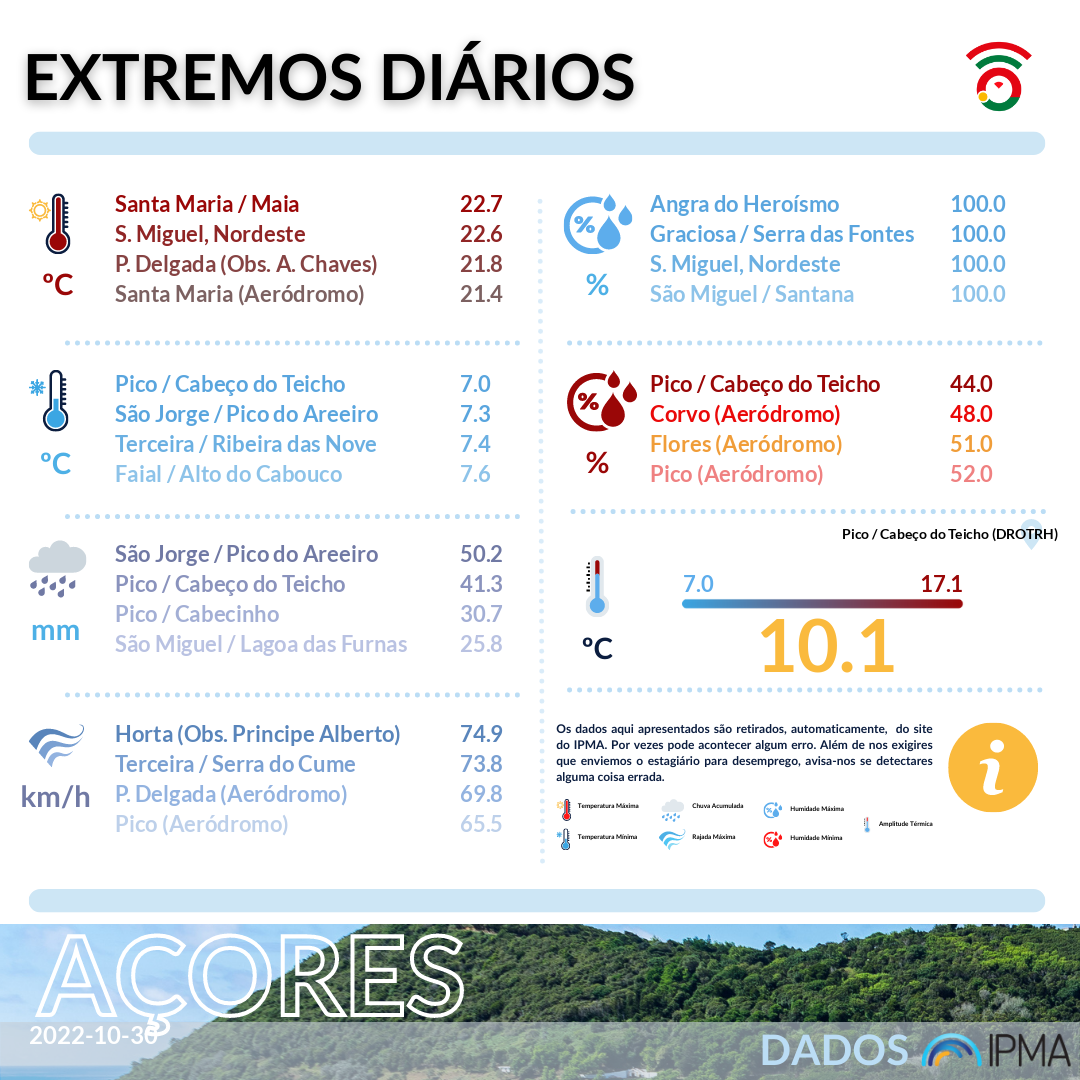 EXTREMOS DIÁRIOS
Santa Maria / Maia 22.7
S. Miguel, Nordeste 22.6
P. Delgada (Obs. A. Chaves) 21.8
Santa Maria (Aeródromo) 21.4
ºC
Pico / Cabeço do Teicho 7.0
São Jorge / Pico do Areeiro 7.3
Terceira / Ribeira das Nove 7.4
Faial / Alto do Cabouco 7.6
ºC
São Jorge / Pico do Areeiro 50.2
Pico / Cabeço do Teicho 41.3
Pico / Cabecinho 30.7
São Miguel / Lagoa das Furnas 25.8
mm
Horta (Obs. Principe Alberto) 74.9
Terceira / Serra do Cume 73.8
P. Delgada (Aeródromo) 69.8
Pico (Aeródromo) 65.5
km/h
%
Angra do Heroísmo 100.0
Graciosa / Serra das Fontes 100.0
S. Miguel, Nordeste 100.0
São Miguel / Santana 100.0
%
%
Pico / Cabeço do Teicho 44.0
Corvo (Aeródromo) 48.0
Flores (Aeródromo) 51.0
Pico (Aeródromo) 52.0
%
Pico / Cabeço do Teicho (DROTRH)
7.0 17.1
10.1
ºC
Os dados aqui apresentados são retirados, automaticamente, do site
do IPMA. Por vezes pode acontecer algum erro. Além de nos exigires
que enviemos o estagiário para desemprego, avisa-nos se detectares
alguma coisa errada.
i
Temperatura Máxima Chuva Acumulada Humidade Máxima
Amplitude Térmica
Temperatura Mínima Rajada Máxima Humidade Mínima
AÇORES
2022-10-30
DADOS IPMA